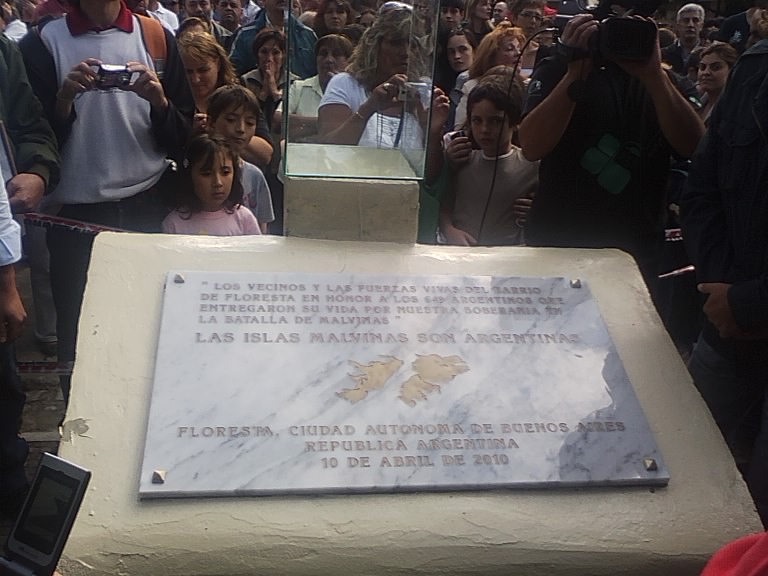 " LOS VECINOS Y LAS FUERZAS VIVAS DEL BARRIO
DE FLORESTA EN HONOR A LOS 649 ARGENTINOS QUE
ENTREGARON SU VIDA POR NUESTRA SOBERANIA EN
LA BATALLA DE MALVINAS "
LAS ISLAS MALVINAS SON ARGENTINAS
FLORESTA, CIUDAD AUTONOMA DE BUENOS AIRES
REPUBLICA ARGENTINA
10 DE ABRIL DE 2010